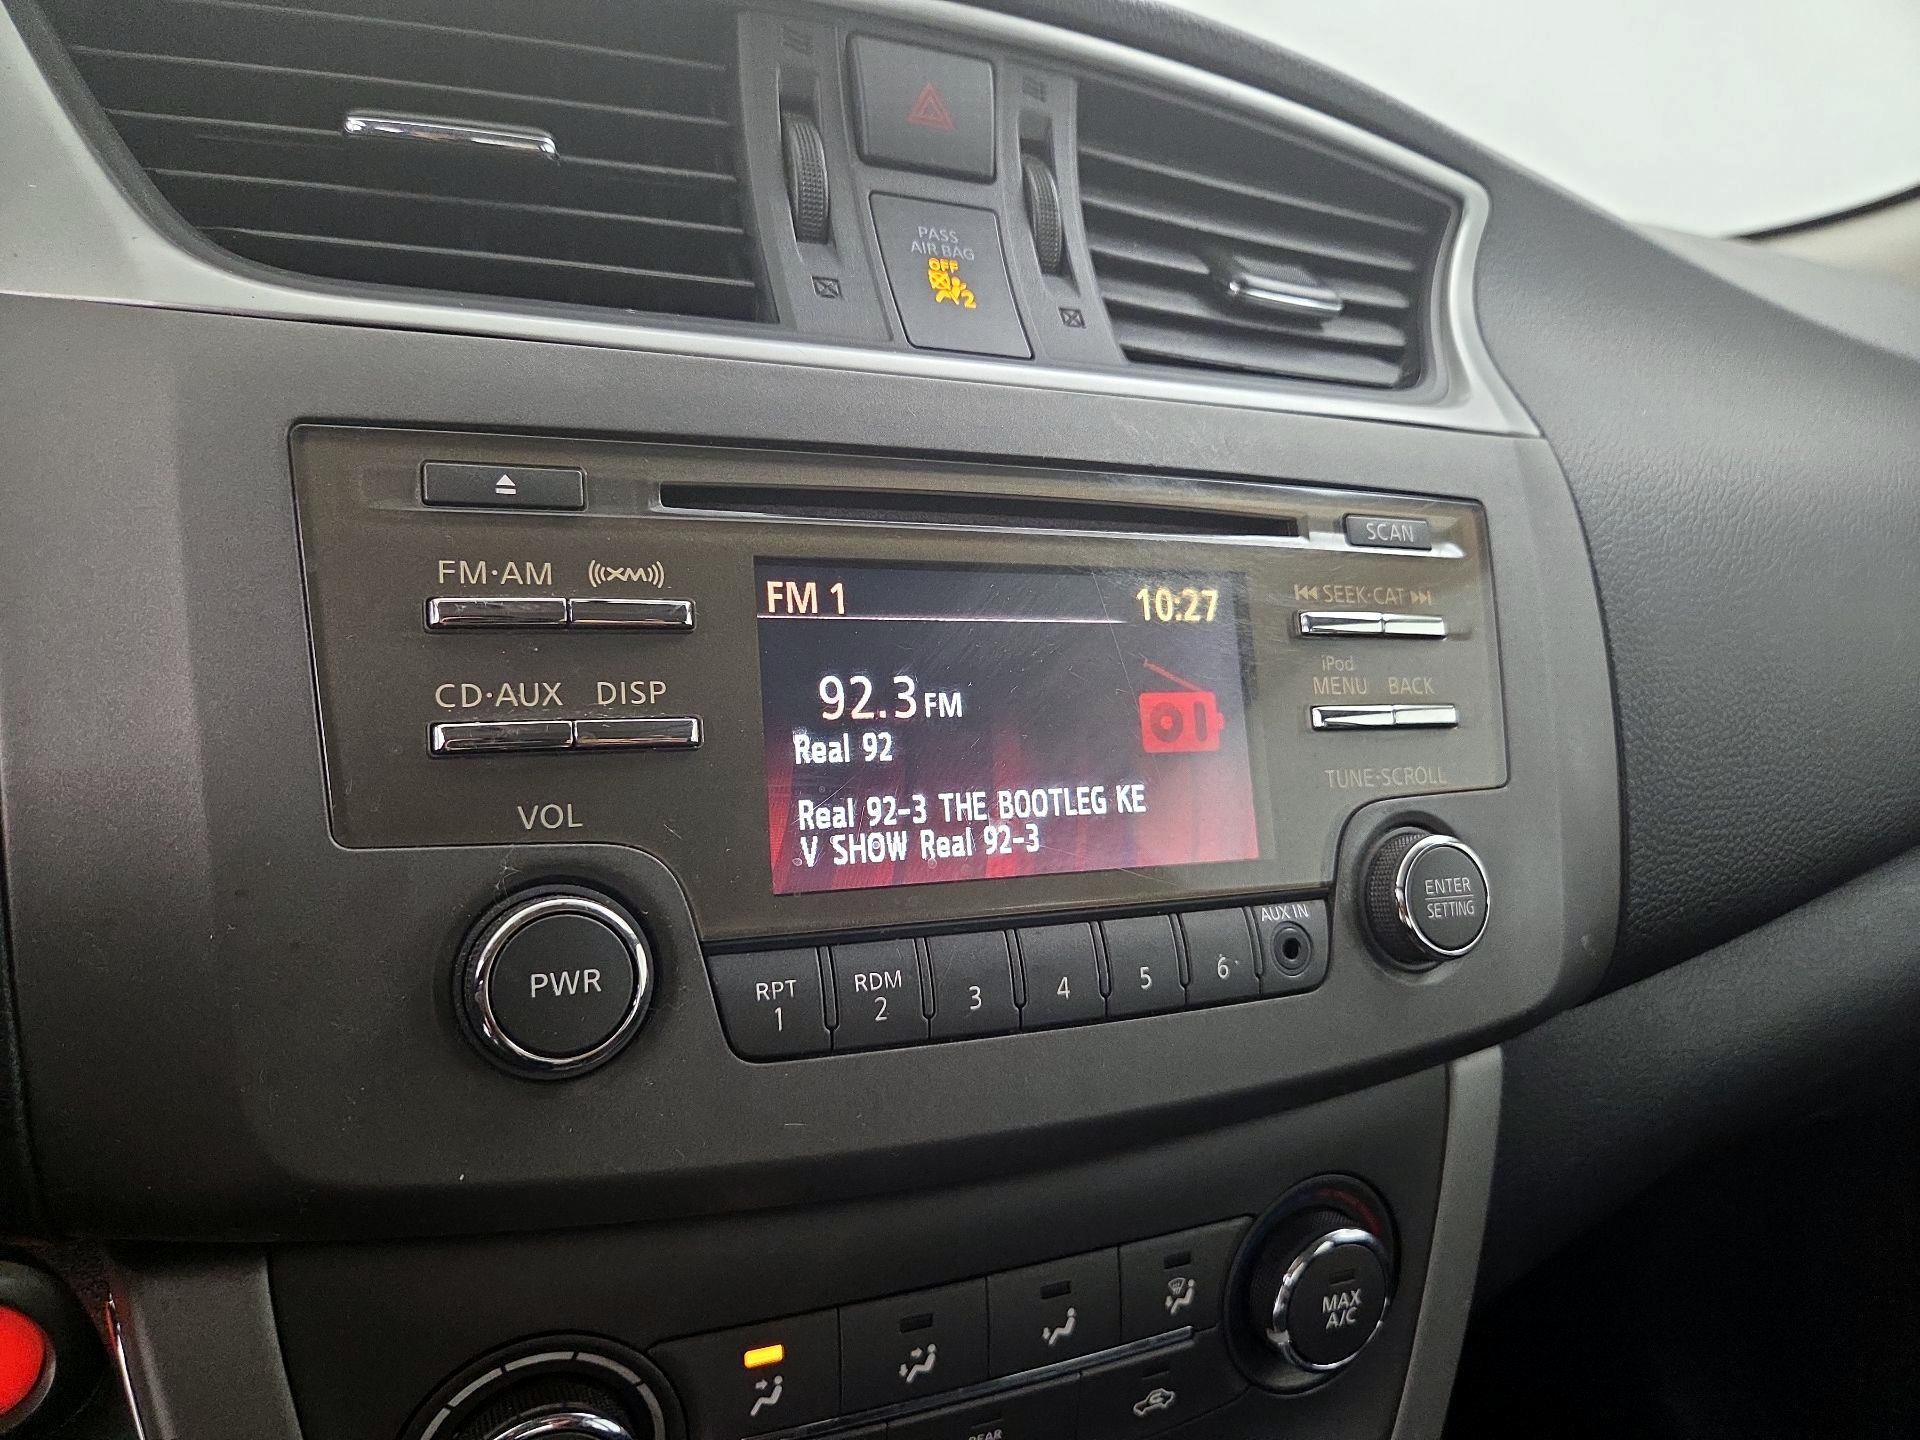 PASS
AIR BAG
OFF
2
SCAN
FM·AM XM
SEEK·CAT
FM 1 10:27
iPod
MENU BACK
CD·AUX DISP
92.3 FM
Real 92
TUNE·SCROLL
VOL
Real 92-3 THE BOOTLEG KE
V SHOW Real 92-3
ENTER
SETTING
AUX IN
PWR
RPT
1
RDM
2
3
4
5
6
MAX
A/C
REAR